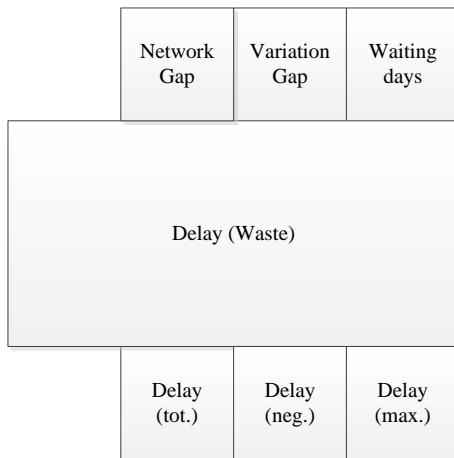 Network
Gap
Variation
Gap
Waiting
days
Delay (Waste)
Delay
(tot.)
Delay
(neg.)
Delay
(max.)